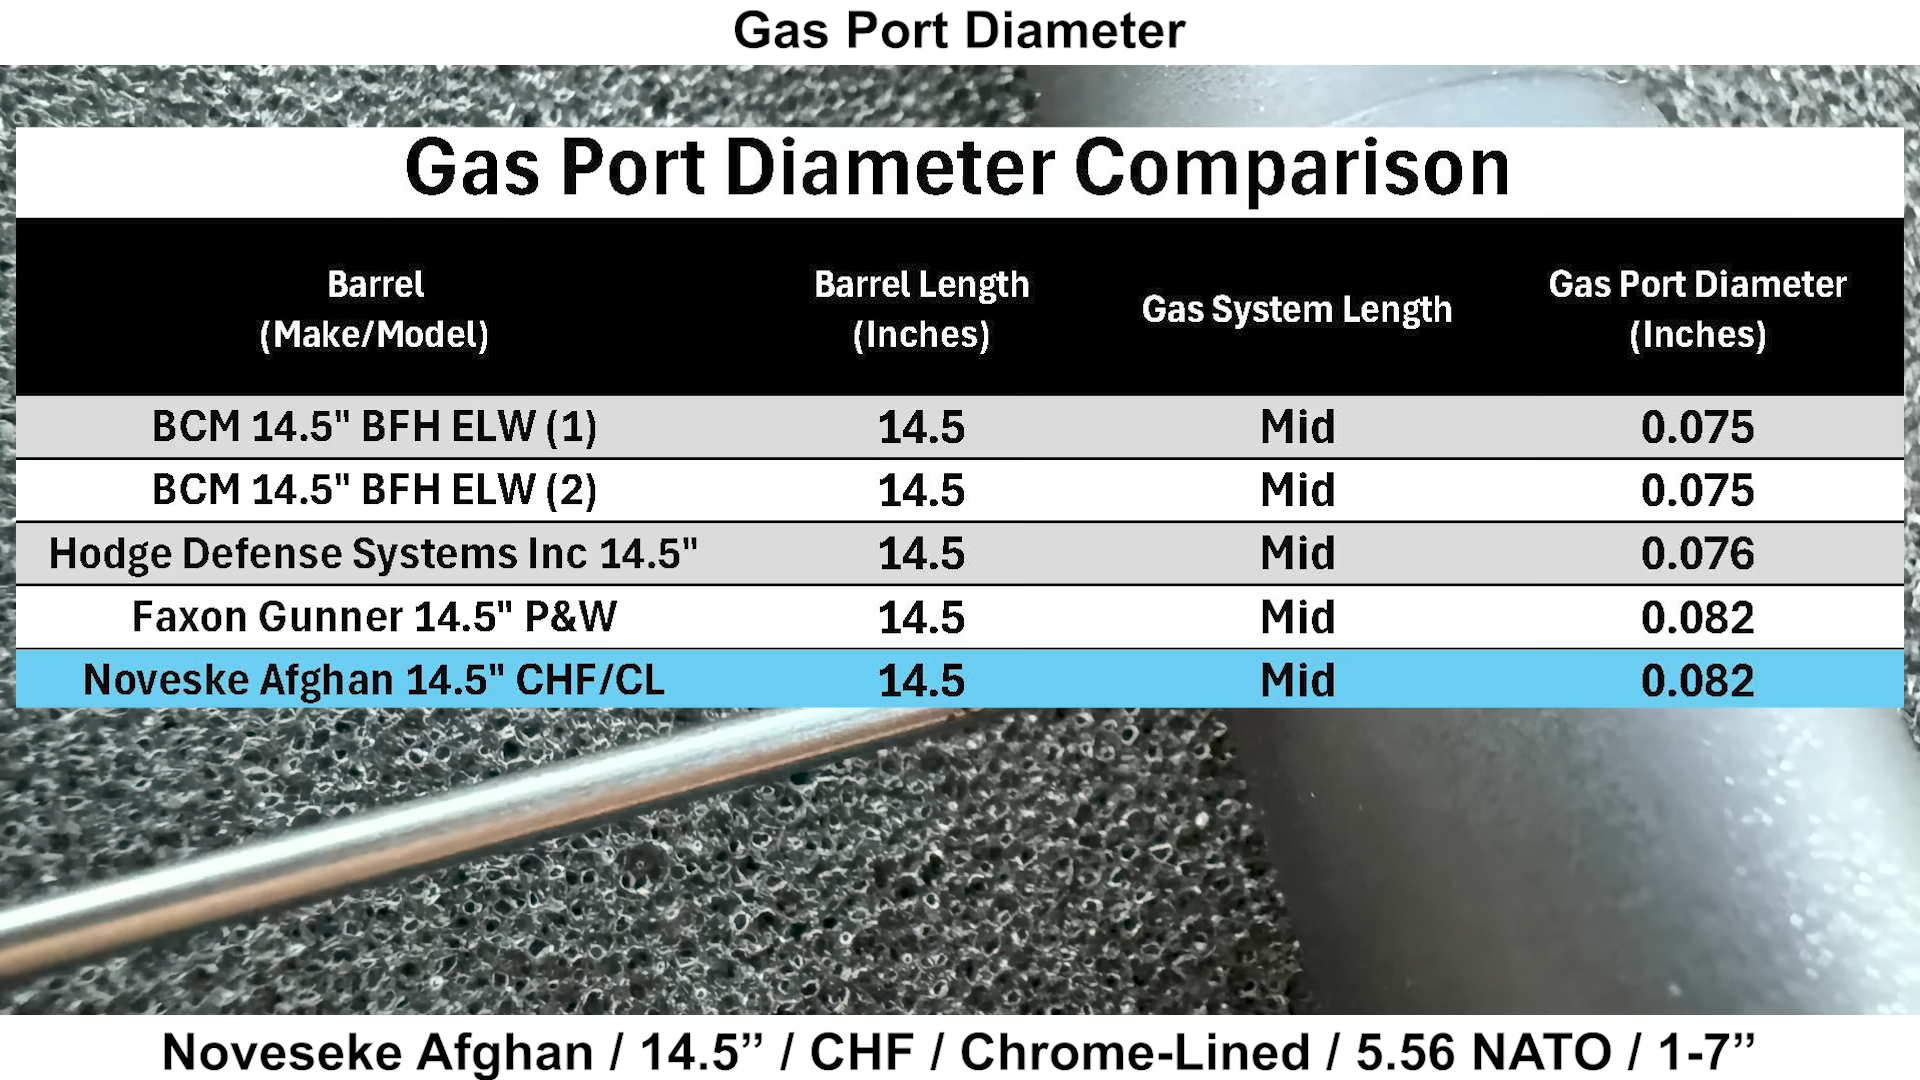 Gas Port Diameter
Gas Port Diameter Comparison
Barrel
(Make/Model)
Barrel Length
(Inches)
Gas System Length
Gas Port Diameter
(Inches)
BCM 14.5" BFH ELW (1) 14.5 Mid 0.075
BCM 14.5" BFH ELW (2) 14.5 Mid 0.075
Hodge Defense Systems Inc 14.5" 14.5 Mid 0.076
Faxon Gunner 14.5" P&W 14.5 Mid 0.082
Noveske Afghan 14.5" CHF/CL 14.5 Mid 0.082
Noveseke Afghan / 14.5” / CHF / Chrome-Lined / 5.56 NATO / 1-7”